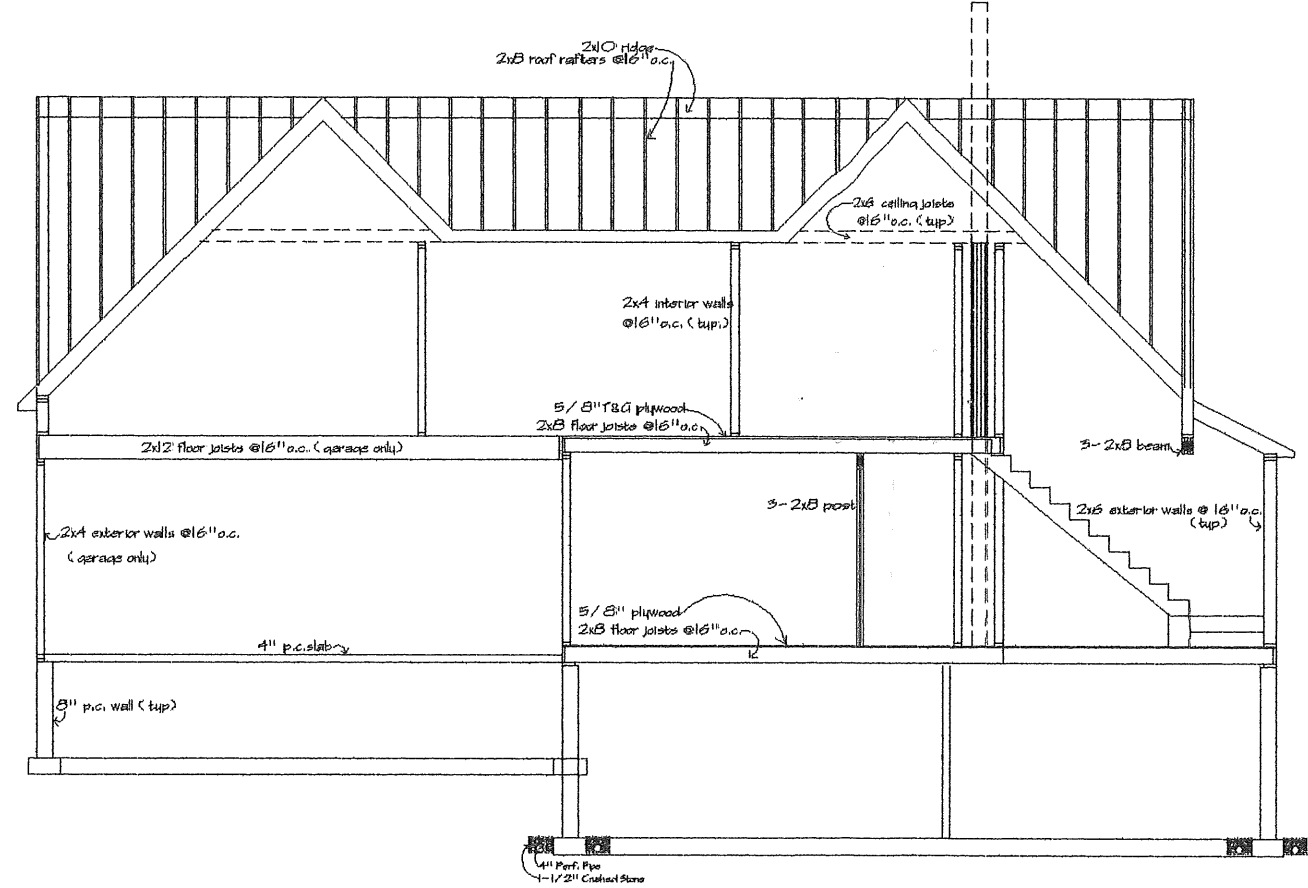 2x10 ridge
2x8 roof rafters @16" o.c.
2x6 ceiling joists
@16" o.c. (typ)
2x4 interior walls
@16" o.c. (typ.)
5/8" T&G plywood
2x8 floor joists @16" o.c.
2x12 floor joists @16" o.c. (garage only)
3-2x8 beam
3-2x8 post
2x6 exterior walls @ 16" o.c.
(typ)
2x4 exterior walls @16" o.c.
(garage only)
5/8" plywood
2x8 floor joists @16" o.c.
4" p.c. slab
8" p.c. wall (typ)
4" Perf. Pipe
1-1/2" Crushed Stone